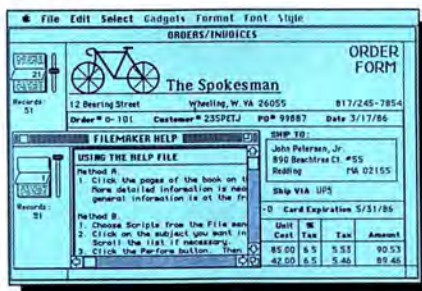 File Edit Select Gadgets Format Font Style
ORDERS/INVOICES
21
Records:
51
ORDER
FORM
The Spokesman
12 Bearing Street Wheeling, W. VA 26055 817/245-7854
Order# 0-101 Customer# 23SPETJ PO# 99887 Date 3/17/86
FILEMAKER HELP
1
Records:
USING THE HELP FILE
Method A.
1. Click the pages of the book on t
More detailed information is nea
general information is at the fr
Method B.
1. Choose Scripts from the File men
2. Click on the subject you want in
Scroll the list if necessary.
3. Click the Perform button. Then
SHIP TO:
John Petersen, Jr.
890 Beachtree Ct. #55
Redding MA 02155
Ship VIA UPS
-0 Card Expiration 5/31/86
Unit Cost % Tax Tax Amount
85.00 6.5 5.53 90.53
42.00 6.5 5.46 89.46